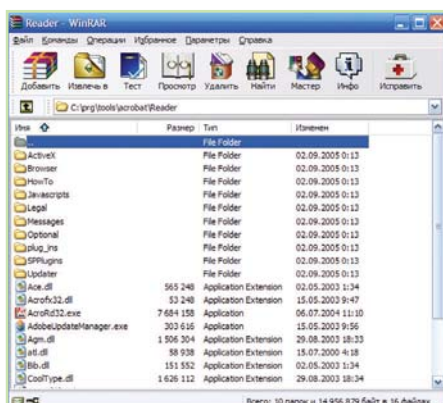 Reader - WinRAR
Файл Команды Операции Избранное Параметры Справка
Добавить Извлечь в Тест Просмотр Удалить Найти Мастер Инфо Исправить
C:\prg\tools\acrobat\Reader
Имя Размер Тип Изменен
.. File Folder
ActiveX File Folder 02.09.2005 0:13
Browser File Folder 02.09.2005 0:13
HowTo File Folder 02.09.2005 0:13
Javascripts File Folder 02.09.2005 0:13
Legal File Folder 02.09.2005 0:13
Messages File Folder 02.09.2005 0:13
Optional File Folder 02.09.2005 0:13
plug_ins File Folder 02.09.2005 0:13
SPPlugins File Folder 02.09.2005 0:13
Updater File Folder 02.09.2005 0:13
Ace.dll 565 248 Application Extension 02.05.2003 1:34
Acrofx32.dll 53 248 Application Extension 15.05.2003 9:47
AcroRd32.exe 7 684 158 Application 06.07.2004 11:10
AdobeUpdateManager.exe 303 616 Application 15.05.2003 9:56
Agm.dll 1 506 304 Application Extension 29.08.2003 18:33
atl.dll 58 938 Application Extension 15.07.2000 4:18
Bib.dll 151 552 Application Extension 02.05.2003 1:34
CoolType.dll 1 626 112 Application Extension 29.08.2003 18:34
Всего: 10 папок и 14 956 879 байт в 16 файлах